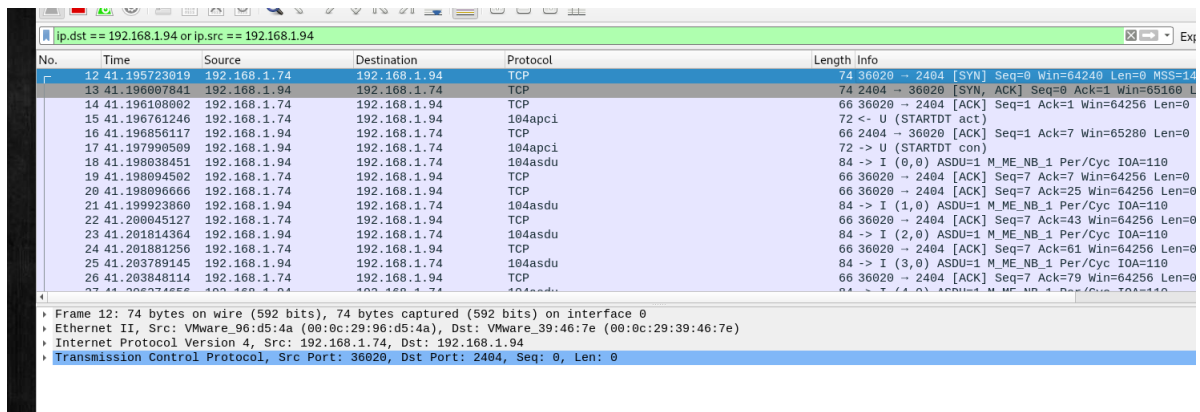 ip.dst == 192.168.1.94 or ip.src == 192.168.1.94 Exp
No. Time Source Destination Protocol Length Info
12 41.195723019 192.168.1.74 192.168.1.94 TCP 74 36020 → 2404 [SYN] Seq=0 Win=64240 Len=0 MSS=14
13 41.196007841 192.168.1.94 192.168.1.74 TCP 74 2404 → 36020 [SYN, ACK] Seq=0 Ack=1 Win=65160 L
14 41.196108002 192.168.1.74 192.168.1.94 TCP 66 36020 → 2404 [ACK] Seq=1 Ack=1 Win=64256 Len=0
15 41.196761246 192.168.1.74 192.168.1.94 104apci 72 <- U (STARTDT act)
16 41.196856117 192.168.1.94 192.168.1.74 TCP 66 2404 → 36020 [ACK] Seq=1 Ack=7 Win=65280 Len=0
17 41.197990509 192.168.1.94 192.168.1.74 104apci 72 -> U (STARTDT con)
18 41.198038451 192.168.1.94 192.168.1.74 104asdu 84 -> I (0,0) ASDU=1 M_ME_NB_1 Per/Cyc IOA=110
19 41.198094502 192.168.1.74 192.168.1.94 TCP 66 36020 → 2404 [ACK] Seq=7 Ack=7 Win=64256 Len=0
20 41.198096666 192.168.1.74 192.168.1.94 TCP 66 36020 → 2404 [ACK] Seq=7 Ack=25 Win=64256 Len=0
21 41.199923860 192.168.1.94 192.168.1.74 104asdu 84 -> I (1,0) ASDU=1 M_ME_NB_1 Per/Cyc IOA=110
22 41.200045127 192.168.1.74 192.168.1.94 TCP 66 36020 → 2404 [ACK] Seq=7 Ack=43 Win=64256 Len=0
23 41.201814364 192.168.1.94 192.168.1.74 104asdu 84 -> I (2,0) ASDU=1 M_ME_NB_1 Per/Cyc IOA=110
24 41.201881256 192.168.1.74 192.168.1.94 TCP 66 36020 → 2404 [ACK] Seq=7 Ack=61 Win=64256 Len=0
25 41.203789145 192.168.1.94 192.168.1.74 104asdu 84 -> I (3,0) ASDU=1 M_ME_NB_1 Per/Cyc IOA=110
26 41.203848114 192.168.1.74 192.168.1.94 TCP 66 36020 → 2404 [ACK] Seq=7 Ack=79 Win=64256 Len=0
Frame 12: 74 bytes on wire (592 bits), 74 bytes captured (592 bits) on interface 0
Ethernet II, Src: VMware_96:d5:4a (00:0c:29:96:d5:4a), Dst: VMware_39:46:7e (00:0c:29:39:46:7e)
Internet Protocol Version 4, Src: 192.168.1.74, Dst: 192.168.1.94
Transmission Control Protocol, Src Port: 36020, Dst Port: 2404, Seq: 0, Len: 0